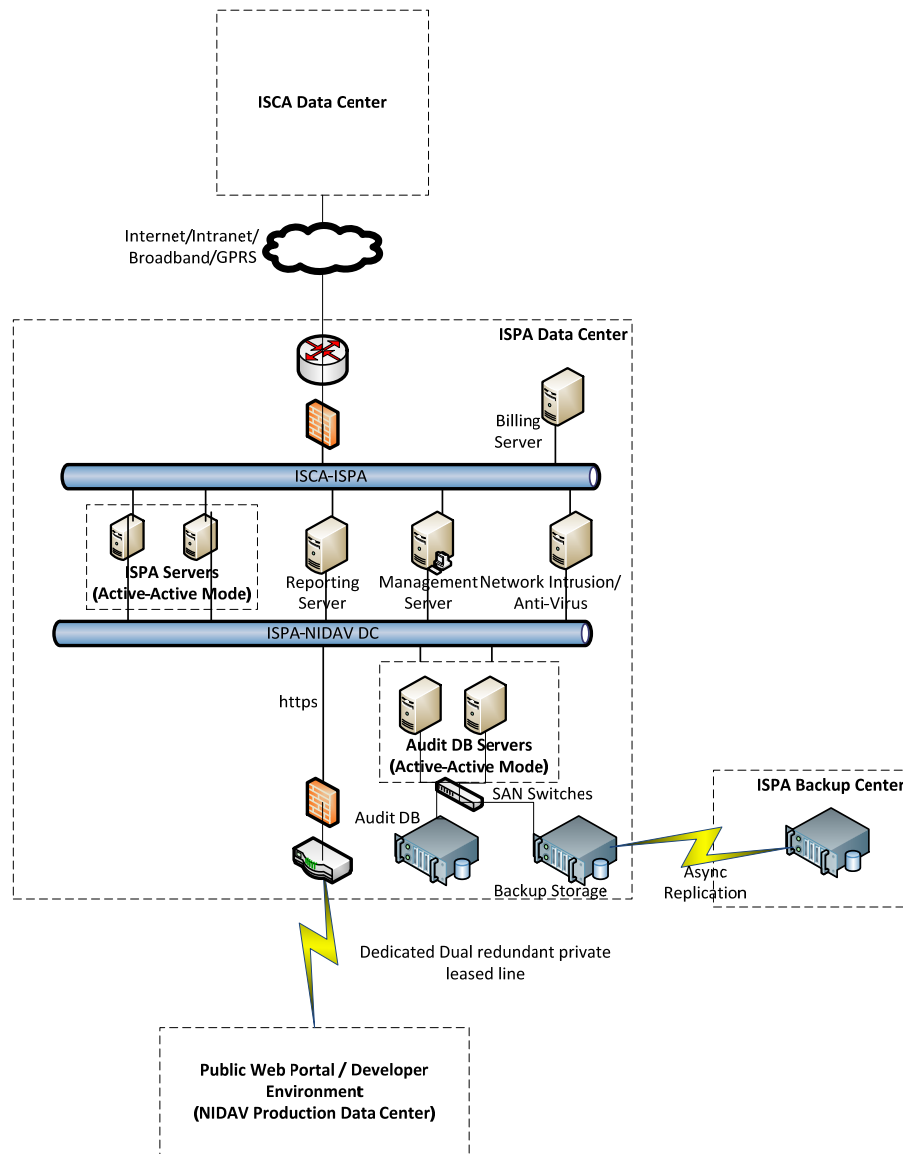 ISCA Data Center
Internet/Intranet/
Broadband/GPRS
ISPA Data Center
Billing
Server
ISCA-ISPA
ISPA Servers
(Active-Active Mode)
Reporting
Server
Management
Server
Network Intrusion/
Anti-Virus
ISPA-NIDAV DC
https
Audit DB Servers
(Active-Active Mode)
SAN Switches
Audit DB
Backup Storage
ISPA Backup Center
Async
Replication
Dedicated Dual redundant private
leased line
Public Web Portal / Developer
Environment
(NIDAV Production Data Center)